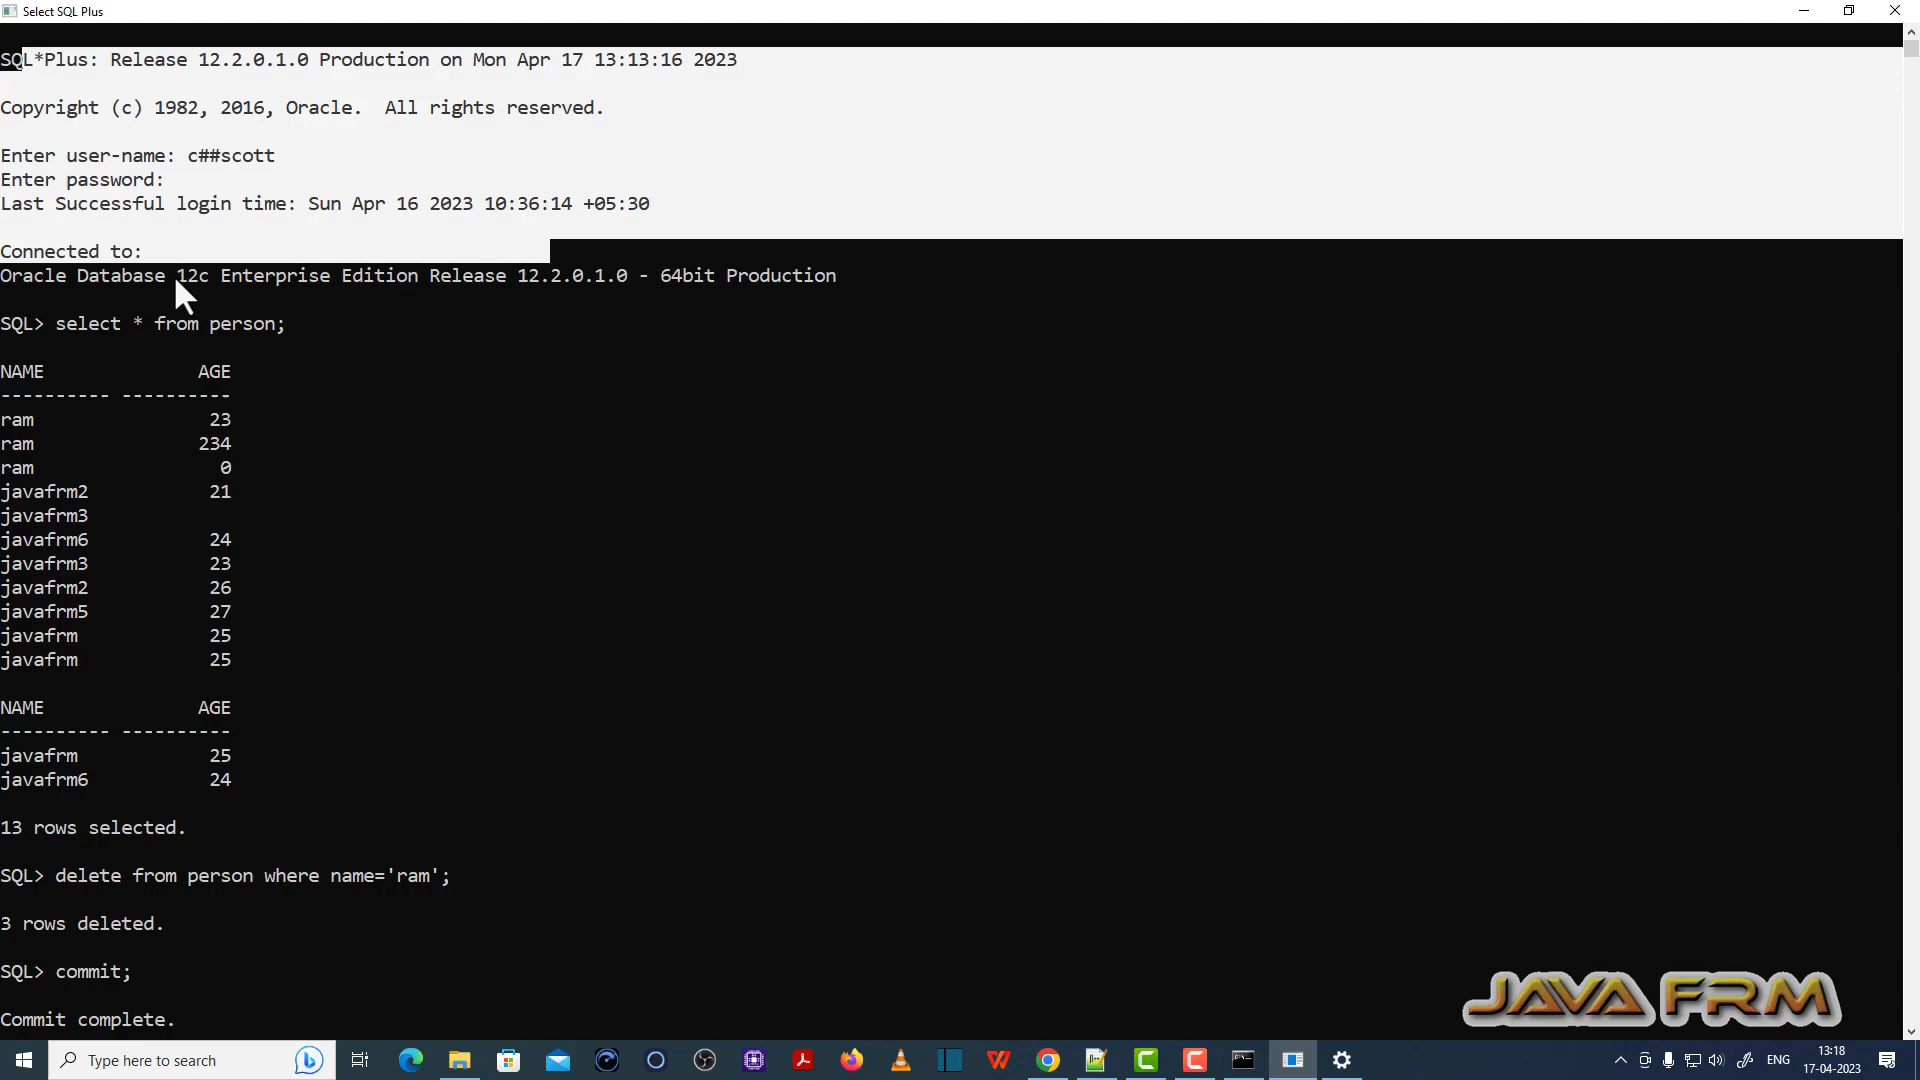 Select SQL Plus
SQL*Plus: Release 12.2.0.1.0 Production on Mon Apr 17 13:13:16 2023
Copyright (c) 1982, 2016, Oracle.  All rights reserved.
Enter user-name: c##scott
Enter password:
Last Successful login time: Sun Apr 16 2023 10:36:14 +05:30
Connected to:
Oracle Database 12c Enterprise Edition Release 12.2.0.1.0 - 64bit Production
SQL> select * from person;
NAME              AGE
---------- ----------
ram                23
ram               234
ram                 0
javafrm2           21
javafrm3
javafrm6           24
javafrm3           23
javafrm2           26
javafrm5           27
javafrm            25
javafrm            25
NAME              AGE
---------- ----------
javafrm            25
javafrm6           24
13 rows selected.
SQL> delete from person where name='ram';
3 rows deleted.
SQL> commit;
Commit complete.
JAVA FRM
Type here to search
ENG
13:18
17-04-2023